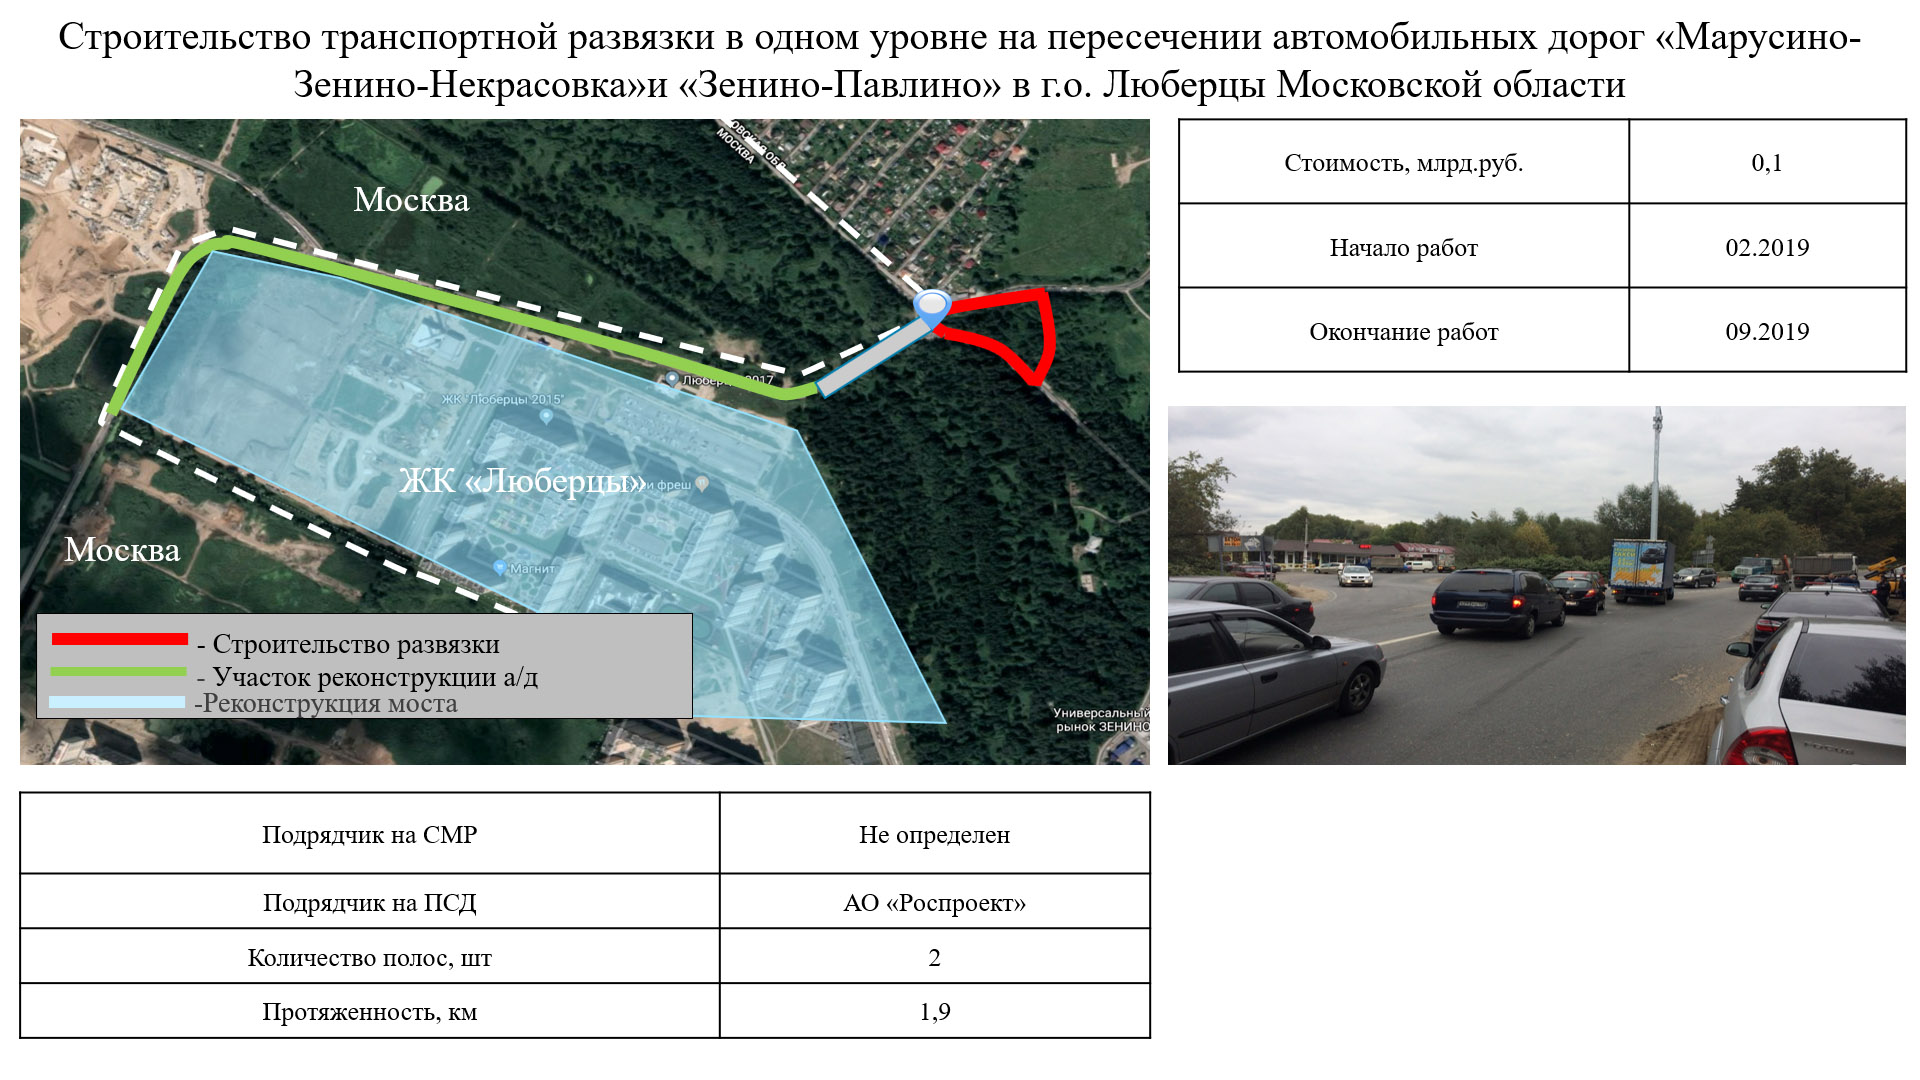 Строительство транспортной развязки в одном уровне на пересечении автомобильных дорог «Марусино-
Зенино-Некрасовка»и «Зенино-Павлино» в г.о. Люберцы Московской области
МОСКВА
Москва
ЖК "Люберцы 2015"
ЖК «Люберцы»
фреш
Москва
Магнит
Универсальный
рынок ЗЕНИНО
- Строительство развязки
- Участок реконструкции а/д
-Реконструкция моста
Стоимость, млрд.руб. 0,1
Начало работ 02.2019
Окончание работ 09.2019
Подрядчик на СМР Не определен
Подрядчик на ПСД АО «Роспроект»
Количество полос, шт 2
Протяженность, км 1,9